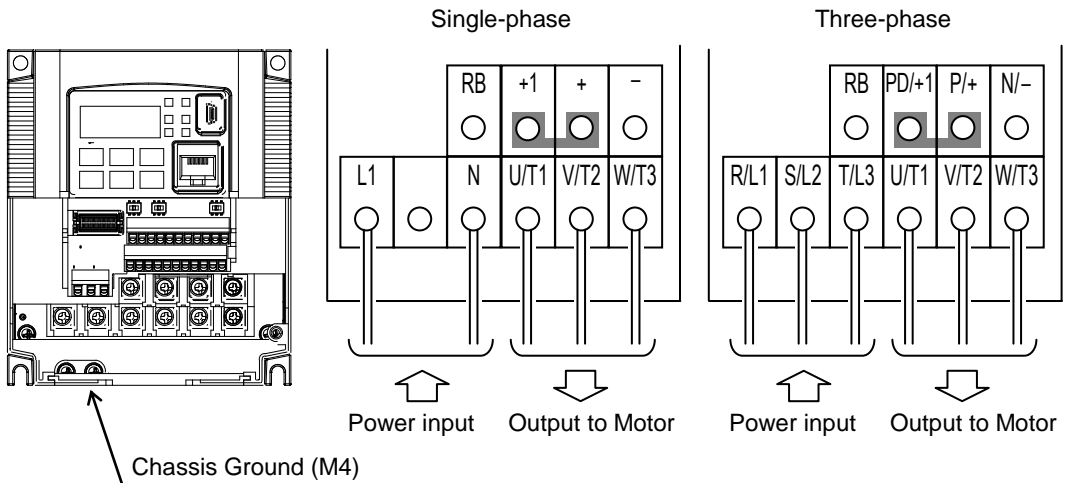 Single-phase
Three-phase
RB +1 + −
L1 N U/T1 V/T2 W/T3
RB PD/+1 P/+ N/−
R/L1 S/L2 T/L3 U/T1 V/T2 W/T3
Power input
Output to Motor
Power input
Output to Motor
Chassis Ground (M4)